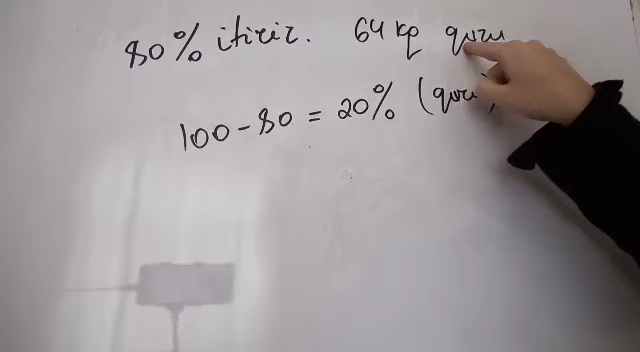 80% itirir. 64 kq quru
100-80 = 20% (quru)